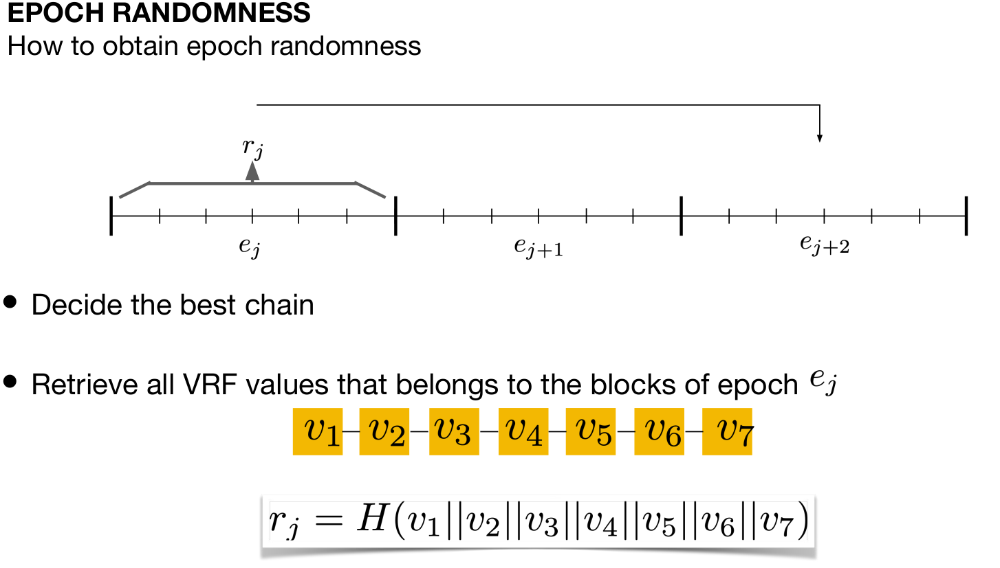 EPOCH RANDOMNESS
How to obtain epoch randomness
r_j
e_j e_{j+1} e_{j+2}
• Decide the best chain
• Retrieve all VRF values that belongs to the blocks of epoch e_j
v_1 v_2 v_3 v_4 v_5 v_6 v_7
r_j = H(v_1||v_2||v_3||v_4||v_5||v_6||v_7)